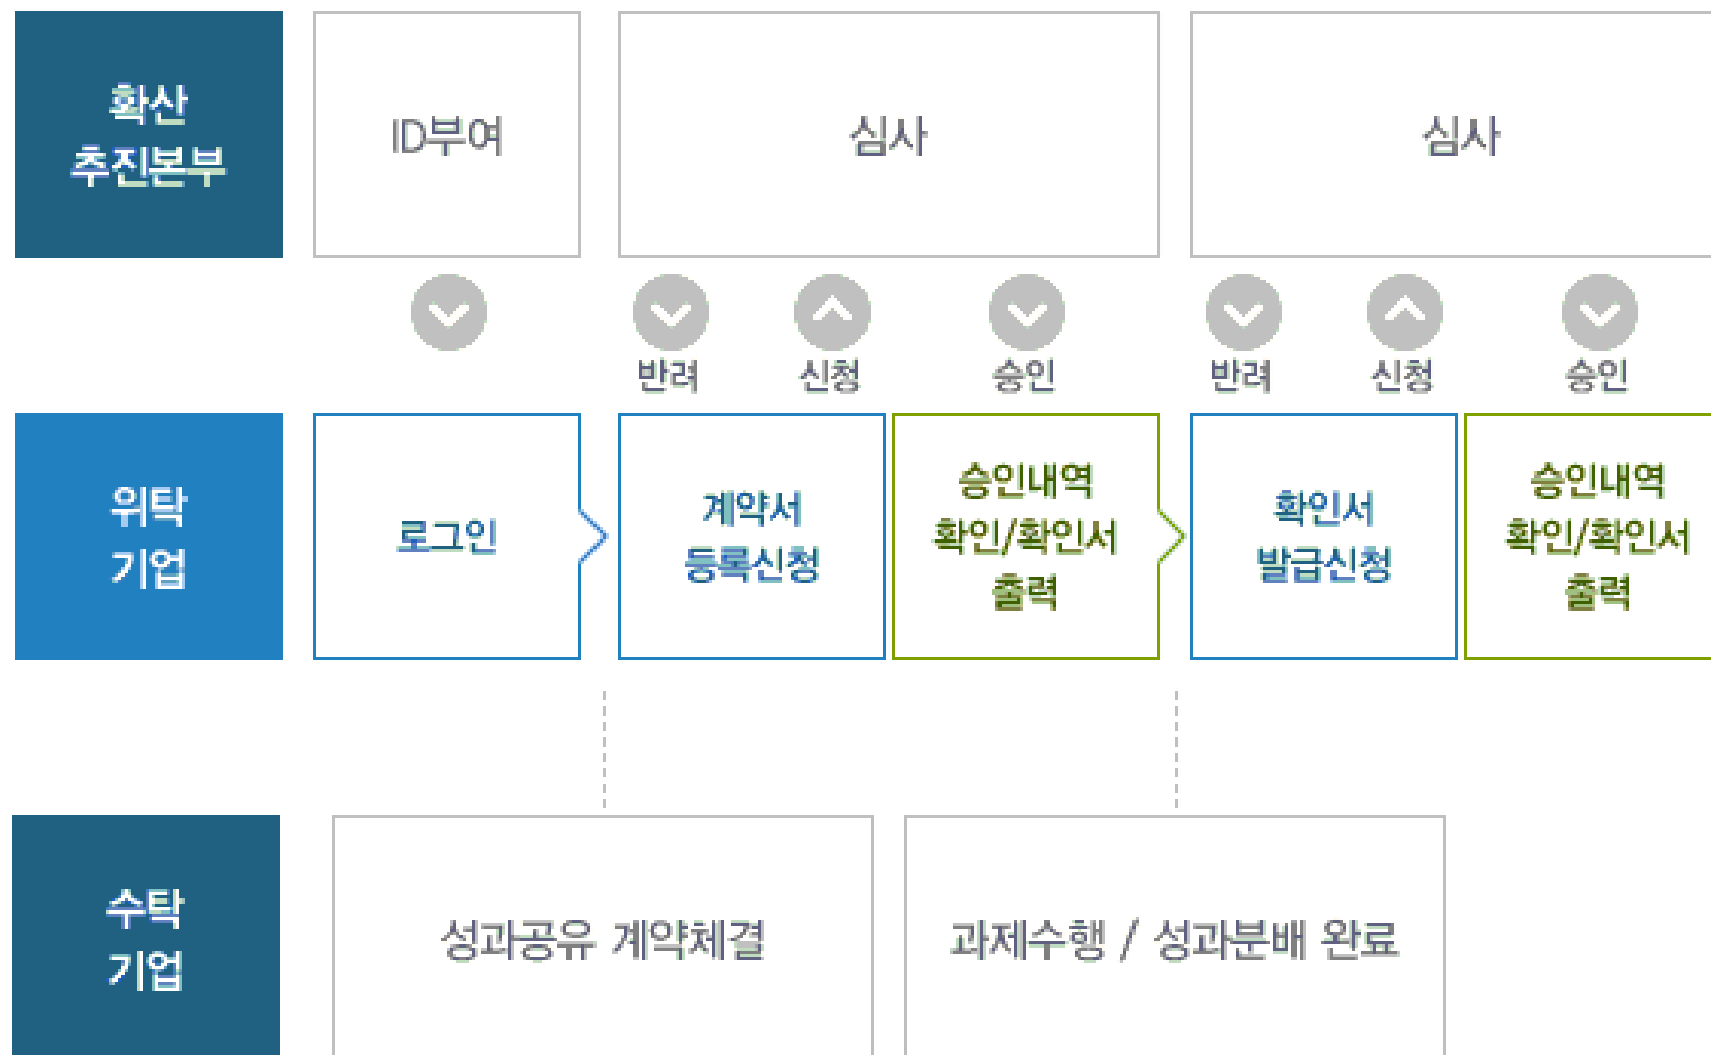 확산
추진본부
ID부여
심사
심사
반려
신청
승인
반려
신청
승인
위탁
기업
로그인
계약서
등록신청
승인내역
확인/확인서
출력
확인서
발급신청
승인내역
확인/확인서
출력
수탁
기업
성과공유 계약체결
과제수행 / 성과분배 완료